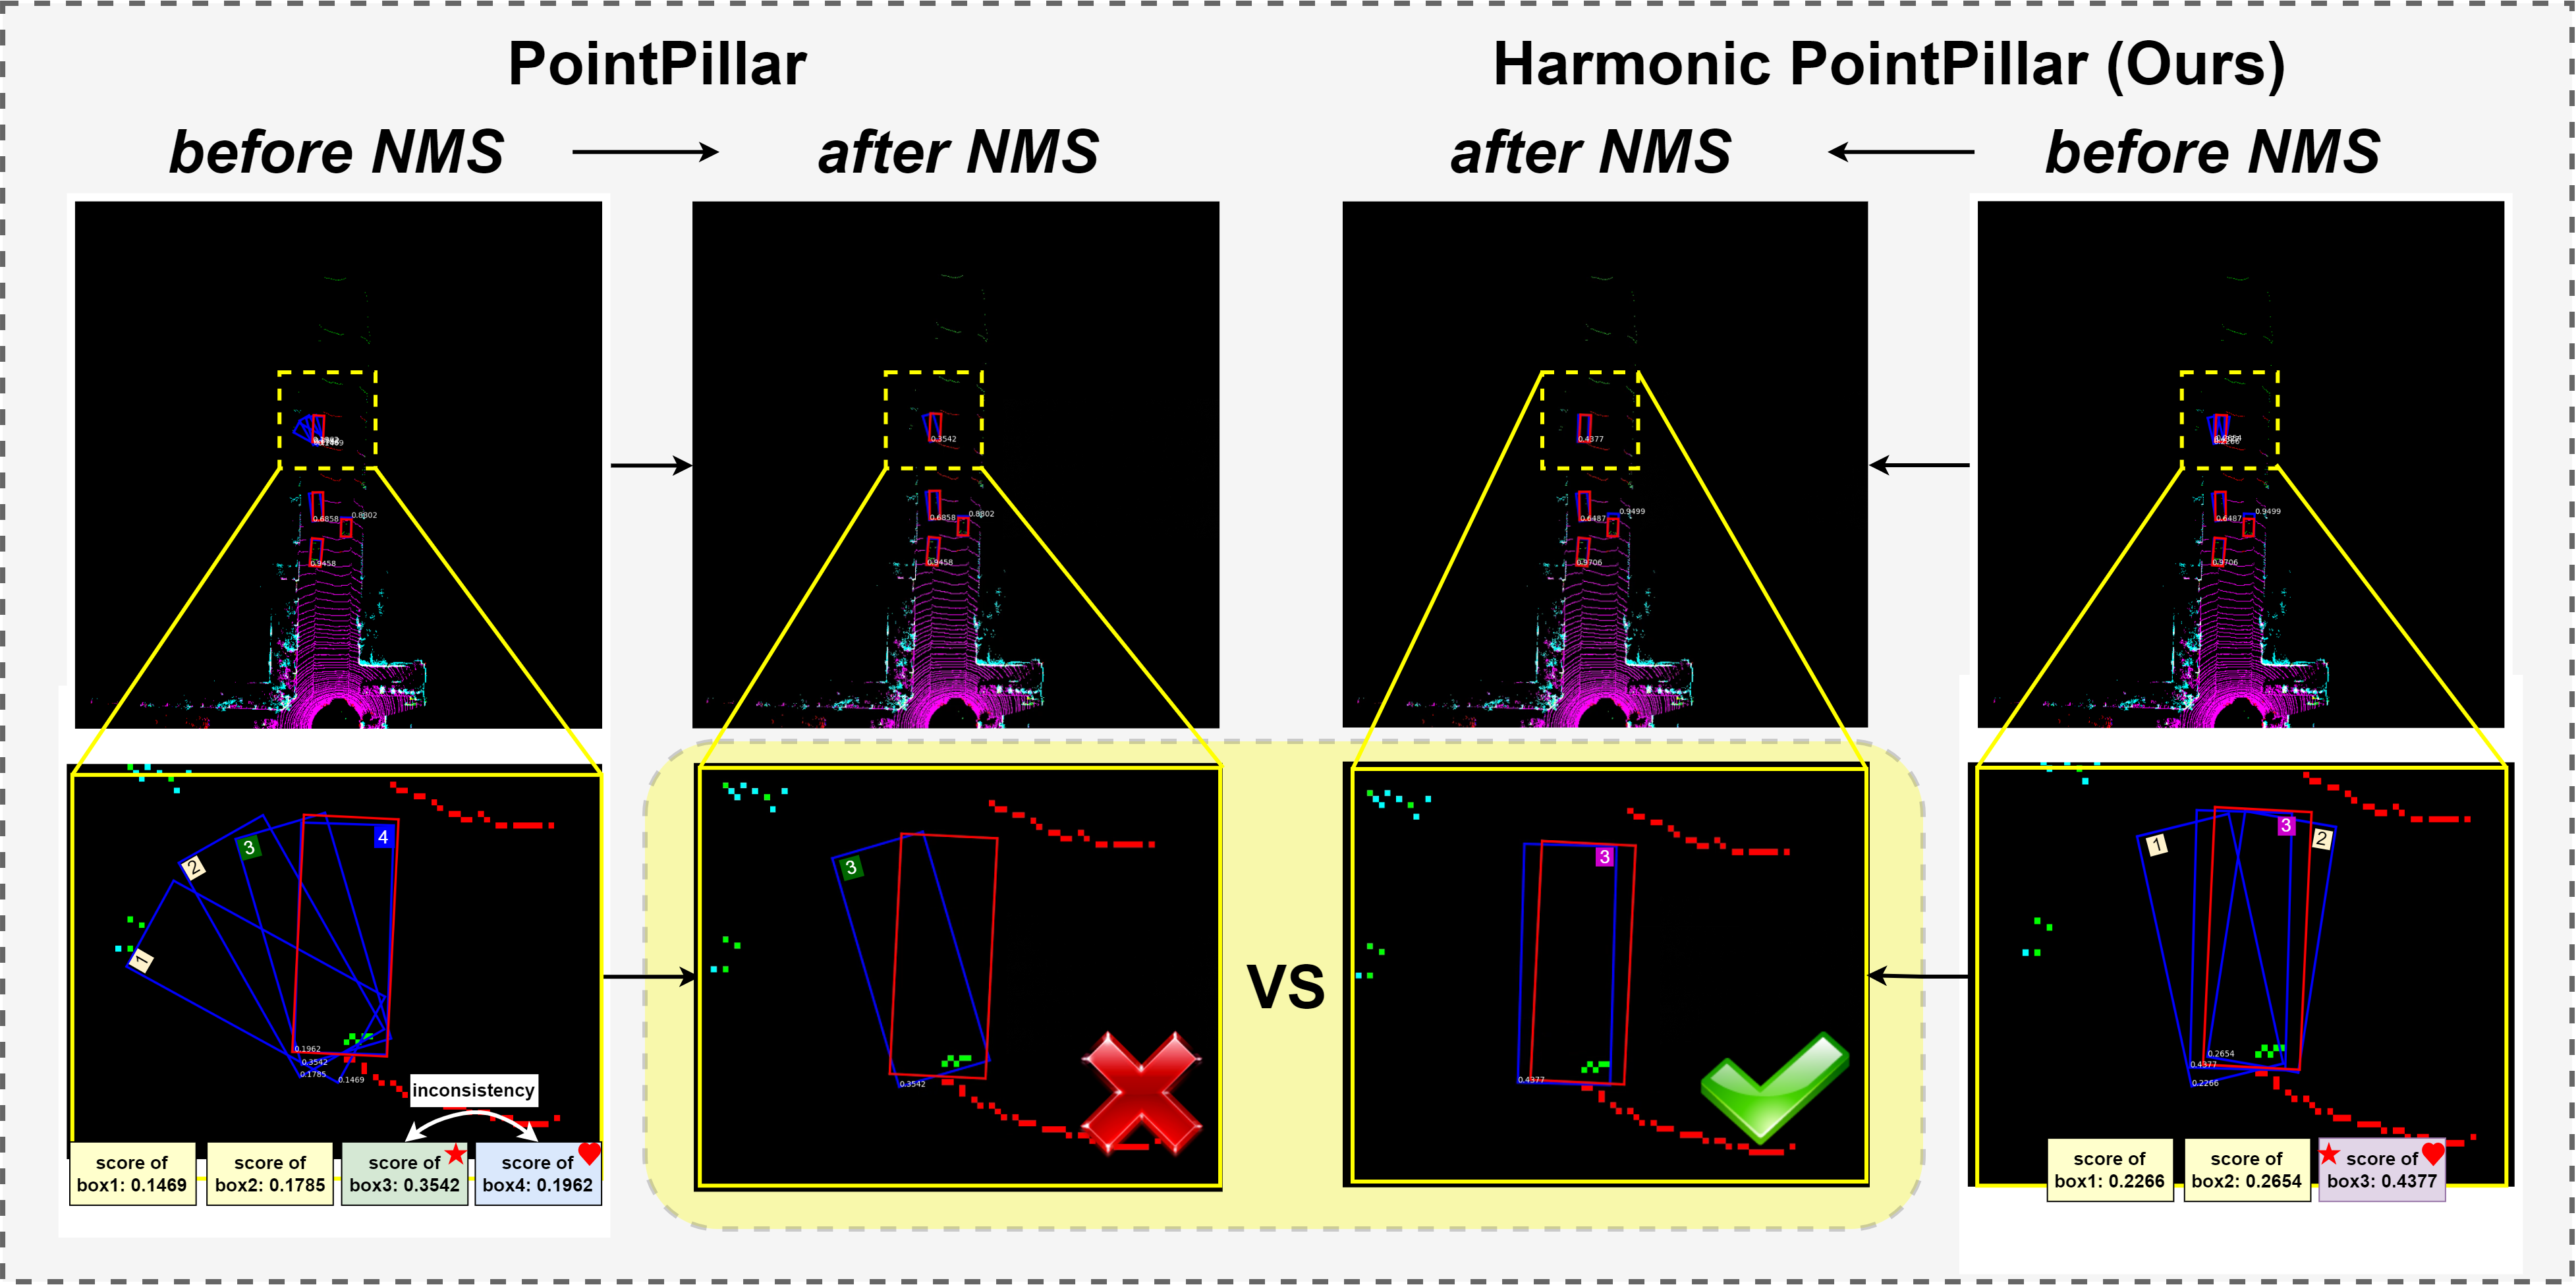 PointPillar
Harmonic PointPillar (Ours)
before NMS
after NMS
after NMS
before NMS
0.1469
0.6858
0.8802
0.9458
0.3542
0.6858
0.8802
0.9458
0.4377
0.6487
0.9499
0.9706
0.2266
0.6487
0.9499
0.9706
1
2
3
4
0.1962
0.3542
0.1785
0.1469
inconsistency
score of
box1: 0.1469
score of
box2: 0.1785
score of
box3: 0.3542
score of
box4: 0.1962
3
0.3542
VS
3
0.4377
1
3
2
0.2654
0.4377
0.2266
score of
box1: 0.2266
score of
box2: 0.2654
score of
box3: 0.4377